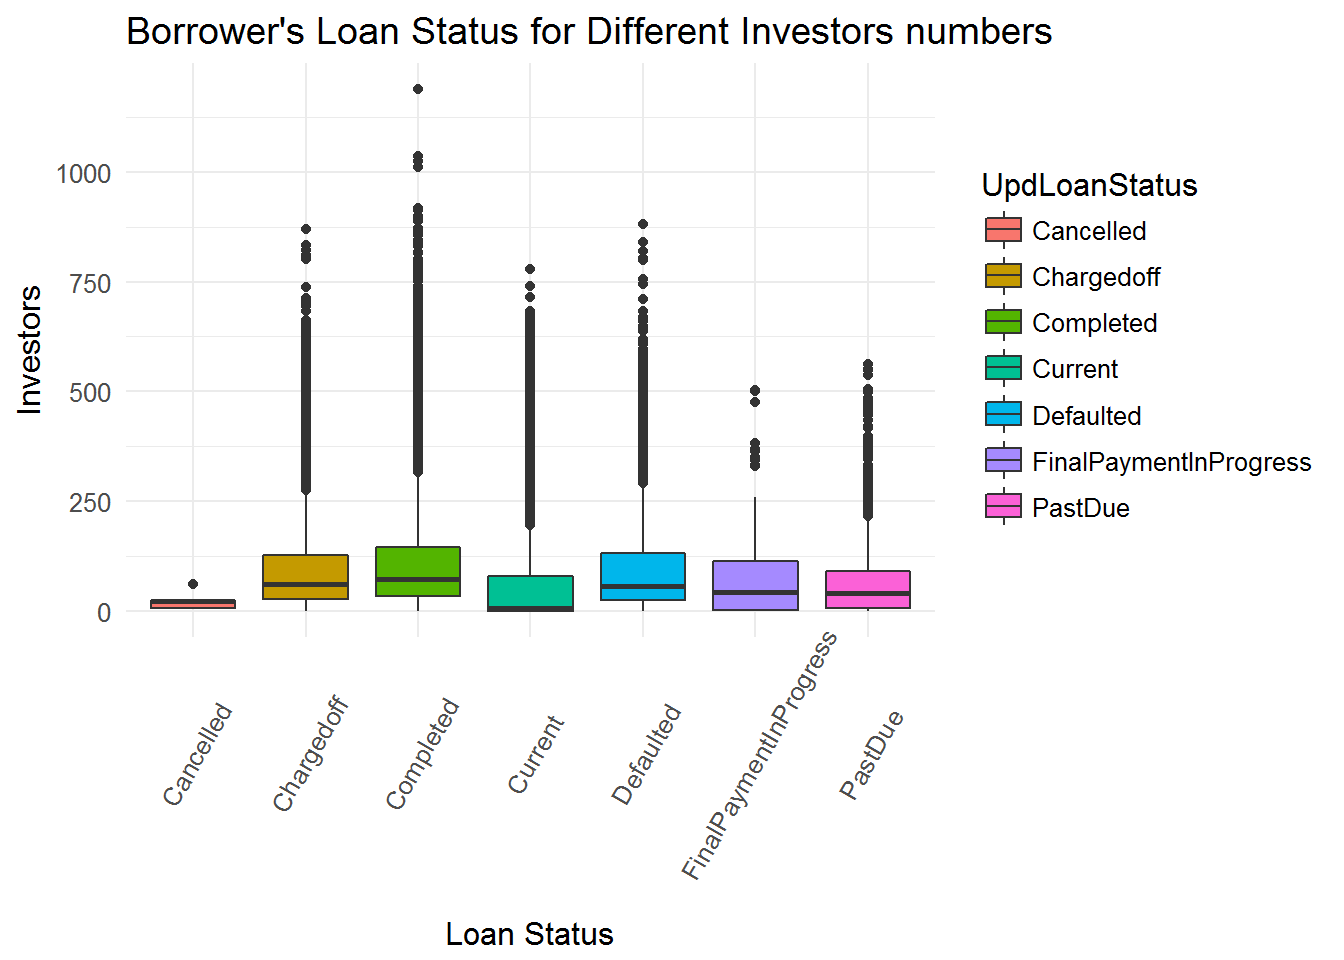 Borrower's Loan Status for Different Investors numbers
Investors
1000
750
500
250
0
Cancelled
Chargedoff
Completed
Current
Defaulted
FinalPaymentInProgress
PastDue
Loan Status
UpdLoanStatus
Cancelled
Chargedoff
Completed
Current
Defaulted
FinalPaymentInProgress
PastDue